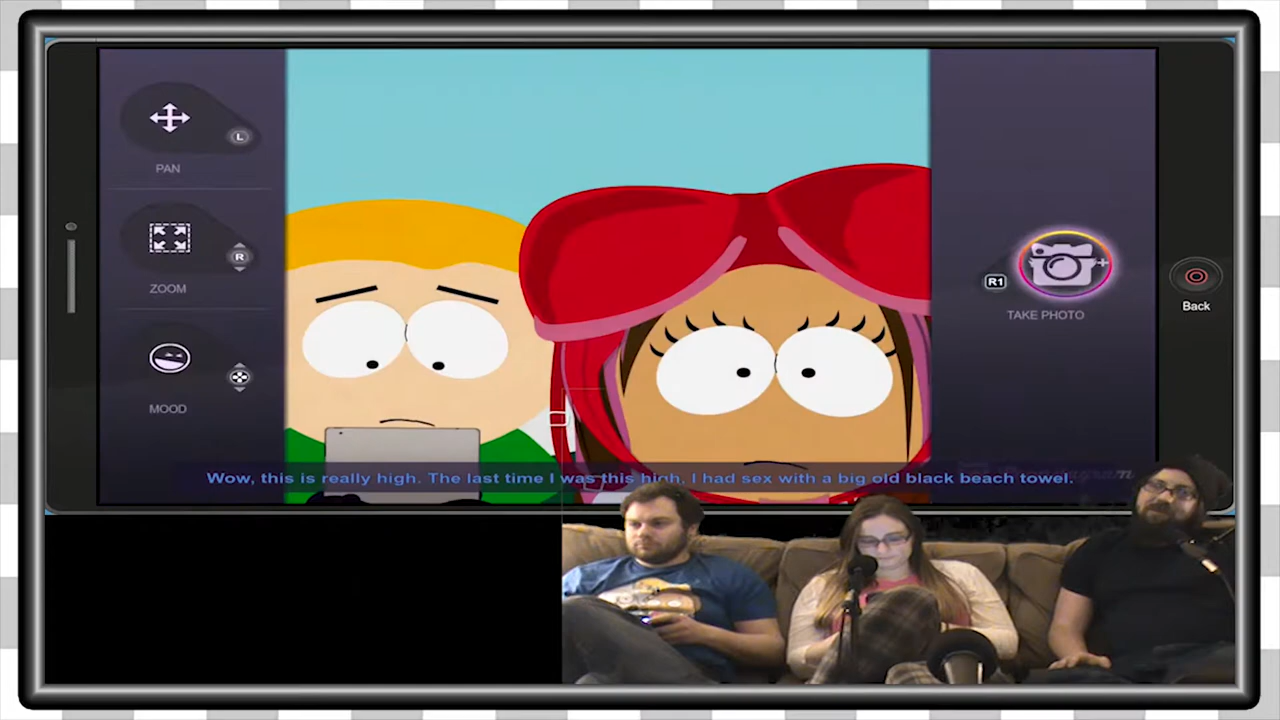 PAN
L
ZOOM
R
MOOD
R1
TAKE PHOTO
Back
Wow, this is really high. The last time I was this high, I had sex with a big old black beach towel.